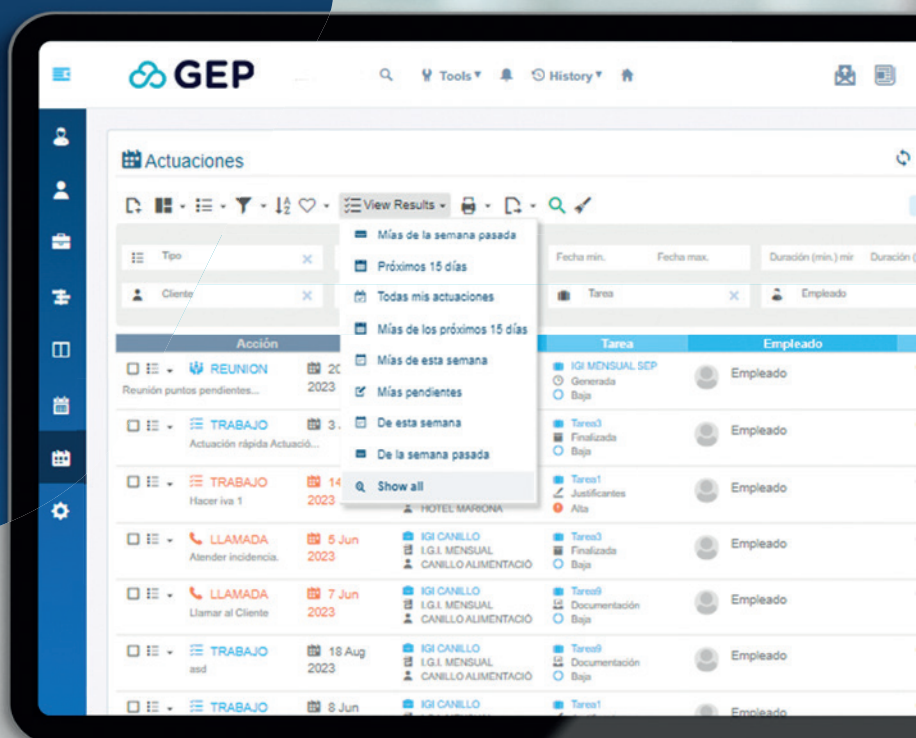 GEP
Tools
History
Actuaciones
View Results
Mías de la semana pasada
Próximos 15 días
Todas mis actuaciones
Mías de los próximos 15 días
Mías de esta semana
Mías pendientes
De esta semana
De la semana pasada
Show all
Tipo
Fecha min. Fecha max. Duración (min.) mir Duración (
Cliente
Tarea
Empleado
Acción Tarea Empleado
REUNION 20 IGI MENSUAL SEP Empleado
2023 Generada
Reunión puntos pendientes... Baja
TRABAJO 3 Tarea3 Empleado
Actuación rápida Actuació... Finalizada
Baja
TRABAJO 14 Tarea1 Empleado
Hacer iva 1 2023 Justificantes
HOTEL MARIONA Alta
LLAMADA 5 Jun IGI CANILLO Tarea3 Empleado
Atender incidencia. 2023 I.G.I. MENSUAL Finalizada
CANILLO ALIMENTACIÓ Baja
LLAMADA 7 Jun IGI CANILLO Tarea9 Empleado
Llamar al Cliente 2023 I.G.I. MENSUAL Documentación
CANILLO ALIMENTACIÓ Baja
TRABAJO 18 Aug IGI CANILLO Tarea9 Empleado
asd 2023 I.G.I. MENSUAL Documentación
CANILLO ALIMENTACIÓ Baja
TRABAJO 8 Jun IGI CANILLO Tarea1 Empleado